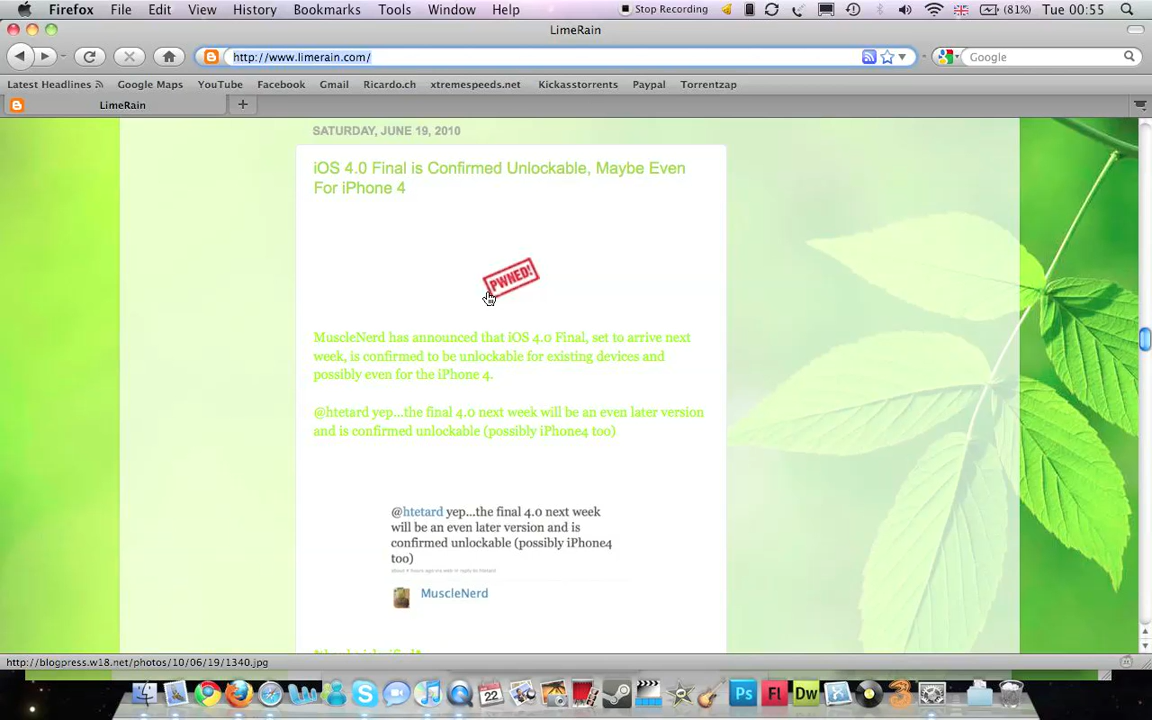 Firefox File Edit View History Bookmarks Tools Window Help Stop Recording (81%) Tue 00:55
LimeRain
http://www.limerain.com/ Google
Latest Headlines Google Maps YouTube Facebook Gmail Ricardo.ch xtremespeeds.net Kickasstorrents Paypal Torrentzap
LimeRain
SATURDAY, JUNE 19, 2010
iOS 4.0 Final is Confirmed Unlockable, Maybe Even
For iPhone 4
PWNED!
MuscleNerd has announced that iOS 4.0 Final, set to arrive next
week, is confirmed to be unlockable for existing devices and
possibly even for the iPhone 4.
@htetard yep...the final 4.0 next week will be an even later version
and is confirmed unlockable (possibly iPhone4 too)
@htetard yep...the final 4.0 next week
will be an even later version and is
confirmed unlockable (possibly iPhone4
too)
MuscleNerd
http://blogpress.w18.net/photos/10/06/19/1340.jpg
22 Ps Fl Dw